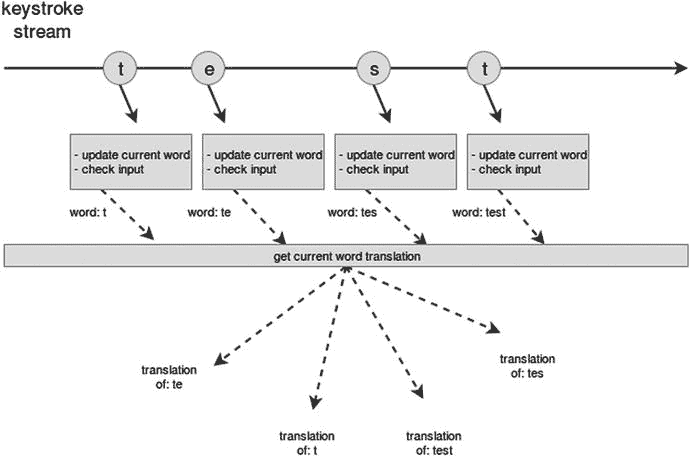 keystroke
stream
t
e
s
t
- update current word
- check input
- update current word
- check input
- update current word
- check input
- update current word
- check input
word: t
word: te
word: tes
word: test
get current word translation
translation
of: te
translation
of: t
translation
of: test
translation
of: tes